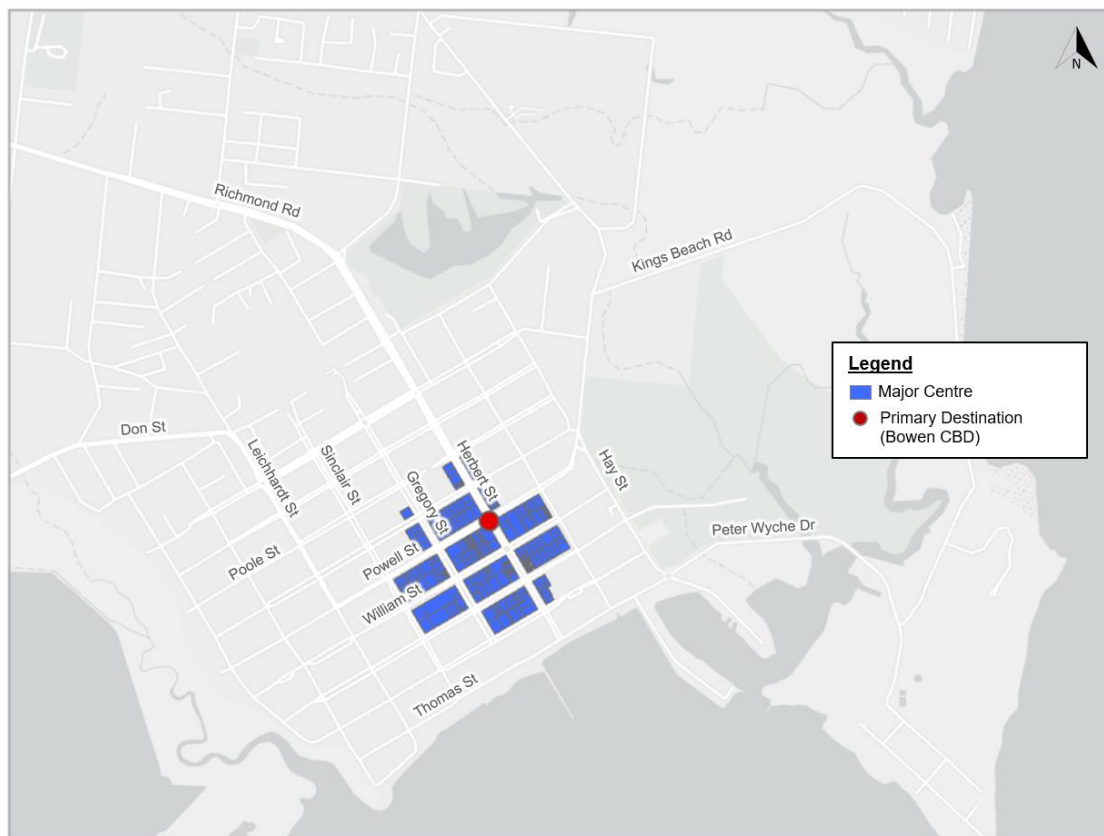 N
Richmond Rd
Kings Beach Rd
Legend
Major Centre
Primary Destination
(Bowen CBD)
Don St
Leichhardt St
Sinclair St
Gregory St
Herbert St
Hay St
Peter Wyche Dr
Poole St
Powell St
William St
Thomas St